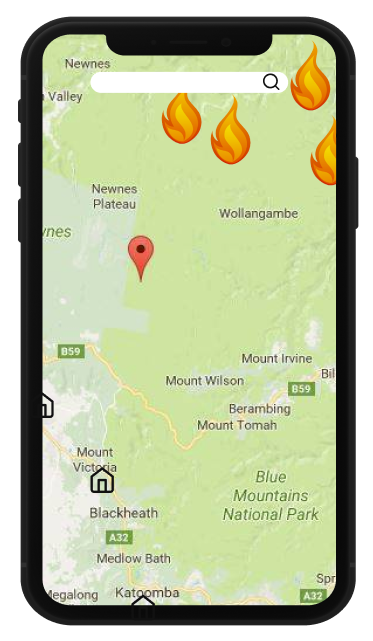 Newnes
n Valley
Newnes
Plateau
Wollangambe
nes
B59
Mount Irvine
Mount Wilson
B59
Bil
Berambing
Mount Tomah
Mount
Victoria
Blue
Mountains
National Park
Blackheath
A32
Medlow Bath
Spr
Megalong
Katoomba
A32